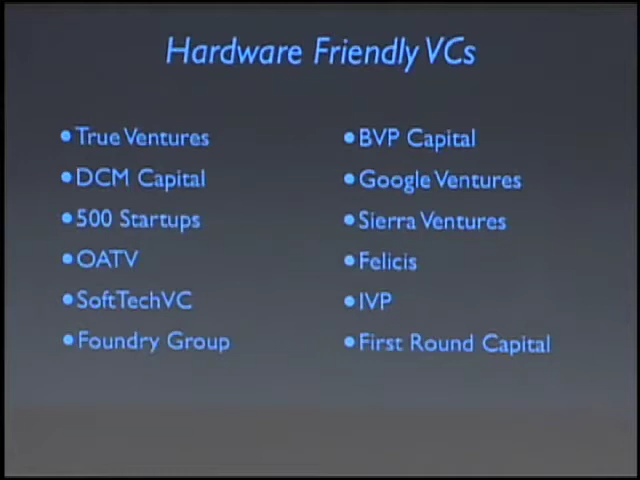 Hardware Friendly VCs
•True Ventures
•DCM Capital
•500 Startups
•OATV
•SoftTechVC
•Foundry Group
•BVP Capital
•Google Ventures
•Sierra Ventures
•Felicis
•IVP
•First Round Capital